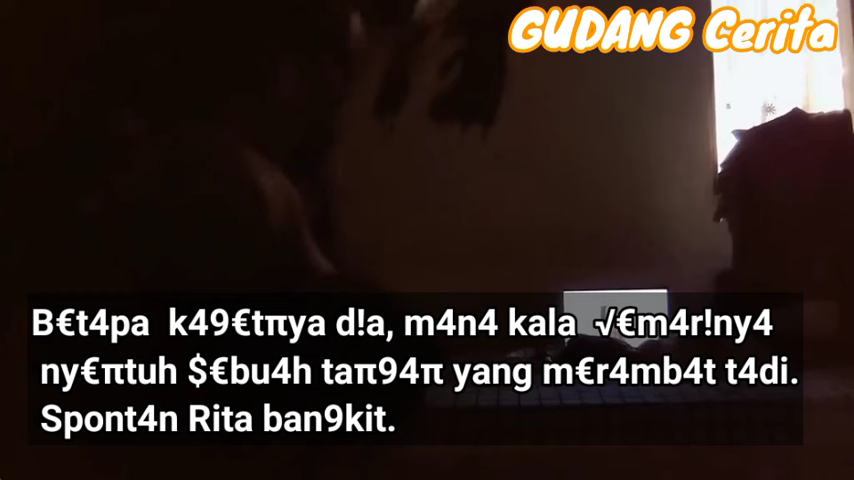 GUDANG Cerita
B€t4pa k49€tπya d!a, m4n4 kala √€m4r!ny4
ny€πtuh $€bu4h taπ94π yang m€r4mb4t t4di.
Spont4n Rita ban9kit.